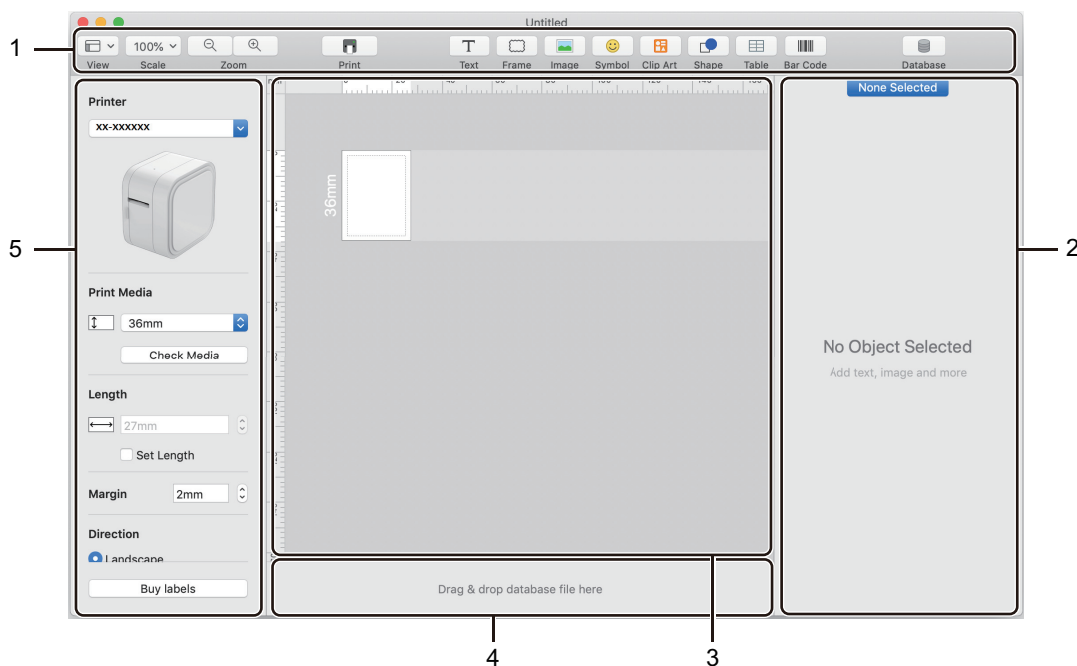 Untitled
1
100%
View Scale Zoom Print Text Frame Image Symbol Clip Art Shape Table Bar Code Database
Printer
XX-XXXXXX
Print Media
36mm
Check Media
Length
27mm
Set Length
Margin 2mm
Direction
Landscape
Buy labels
5
36mm
Drag & drop database file here
None Selected
No Object Selected
Add text, image and more
2
4
3